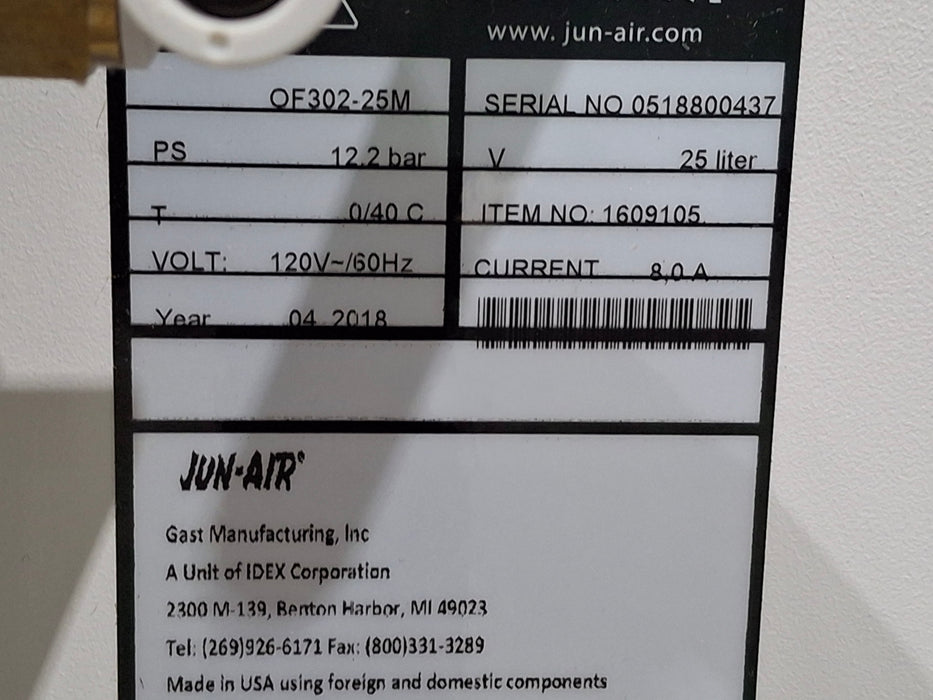 www.jun-air.com
OF302-25M
SERIAL NO 0518800437
PS 12.2 bar
V 25 liter
T 0/40 C
ITEM NO: 1609105
VOLT: 120V~/60Hz
CURRENT 8,0 A
Year 04 2018
JUN-AIR®
Gast Manufacturing, Inc
A Unit of IDEX Corporation
2300 M-139, Benton Harbor, MI 49023
Tel: (269)926-6171 Fax: (800)331-3289
Made in USA using foreign and domestic components